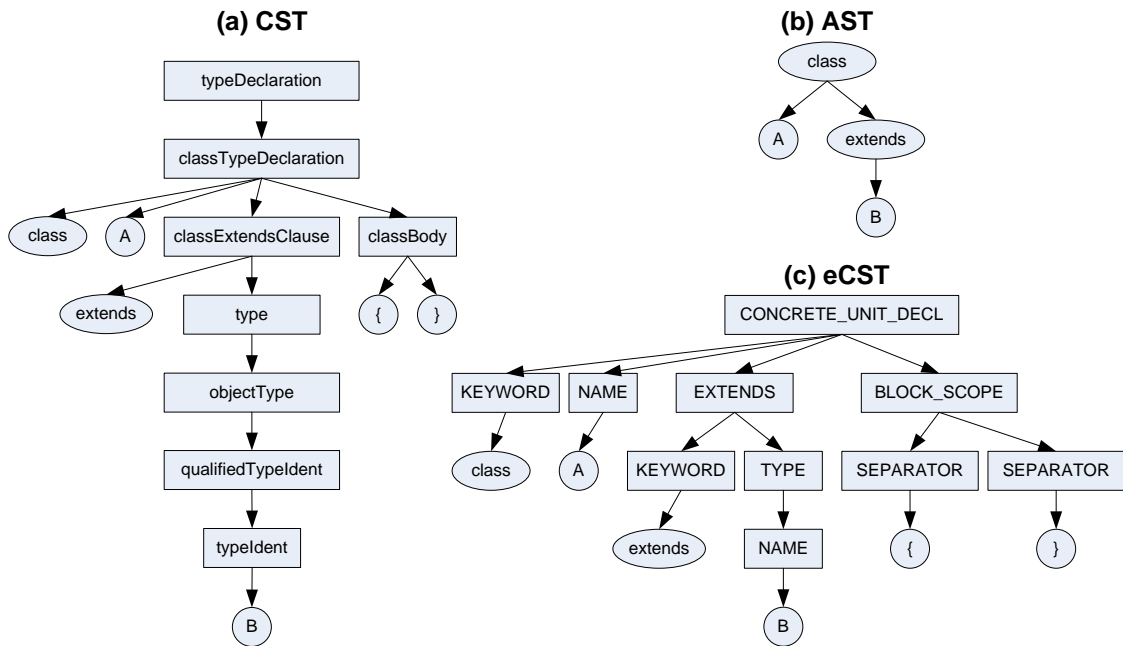 (a) CST
typeDeclaration
classTypeDeclaration
class A classExtendsClause classBody
extends type { }
objectType
qualifiedTypeIdent
typeIdent
B
(b) AST
class
A extends
B
(c) eCST
CONCRETE_UNIT_DECL
KEYWORD NAME EXTENDS BLOCK_SCOPE
class A KEYWORD TYPE SEPARATOR SEPARATOR
extends NAME { }
B